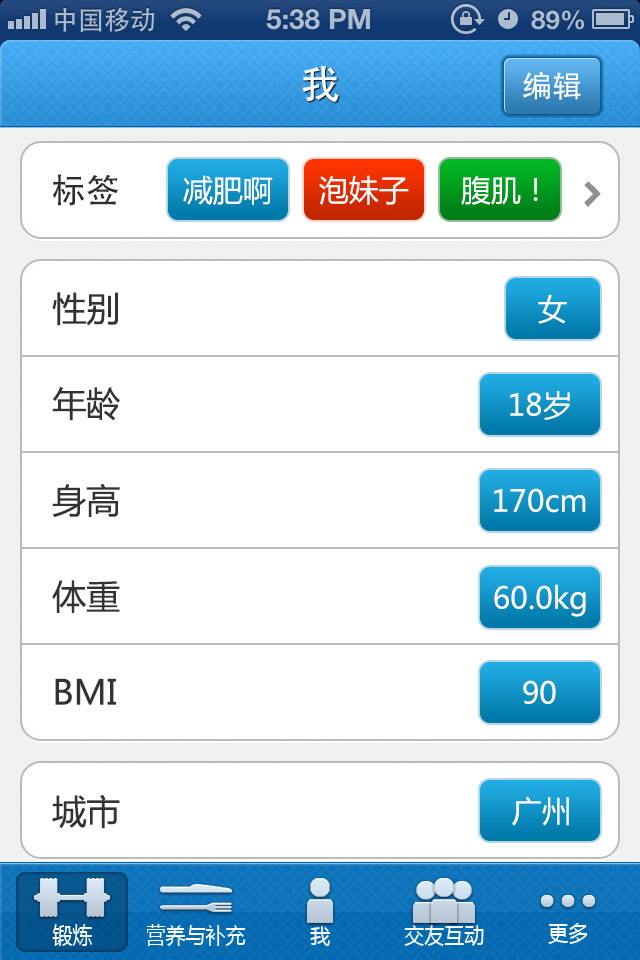 中国移动 5:38 PM 89%
我 编辑
标签 减肥啊 泡妹子 腹肌！
性别 女
年龄 18岁
身高 170cm
体重 60.0kg
BMI 90
城市 广州
锻炼 营养与补充 我 交友互动 更多